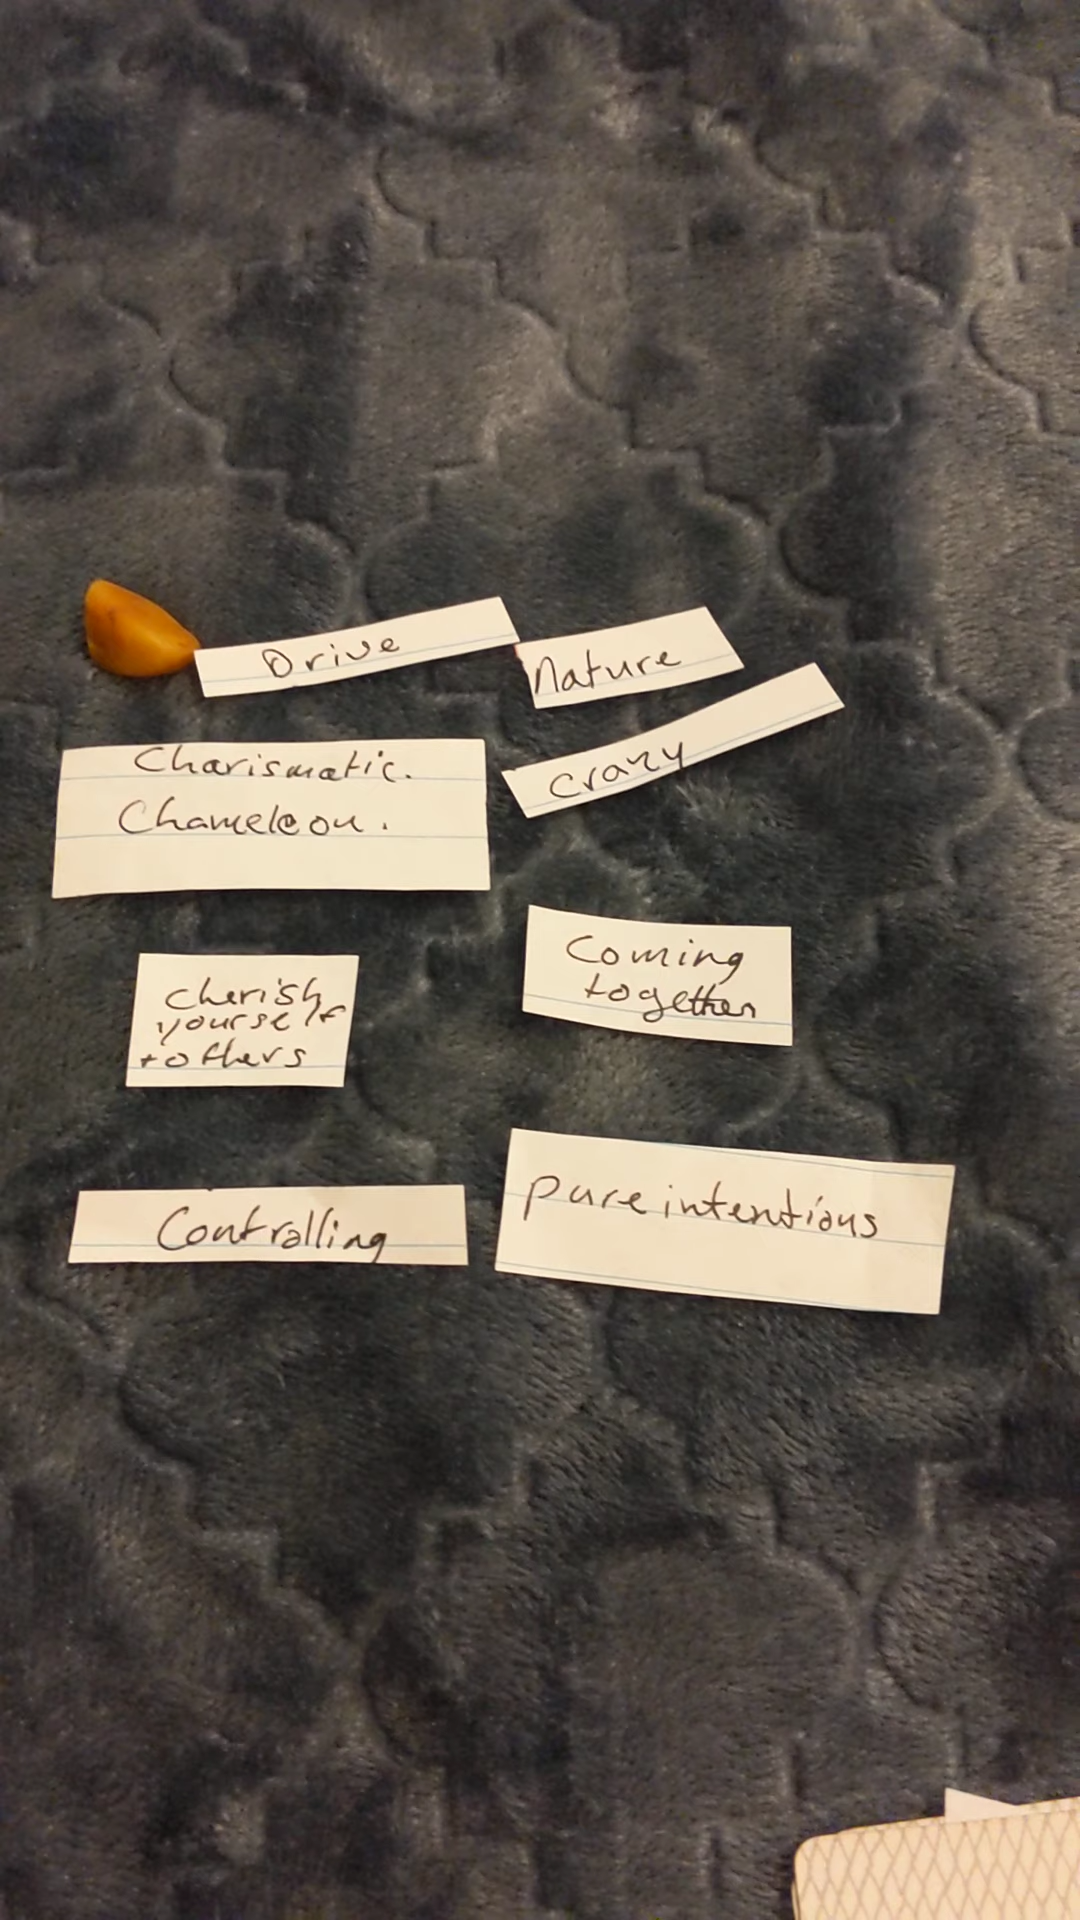 Drive
Nature
Charismatic.
Chameleon.
crazy
cherish
yourself
+ others
Coming
together
Controlling
pure intentions